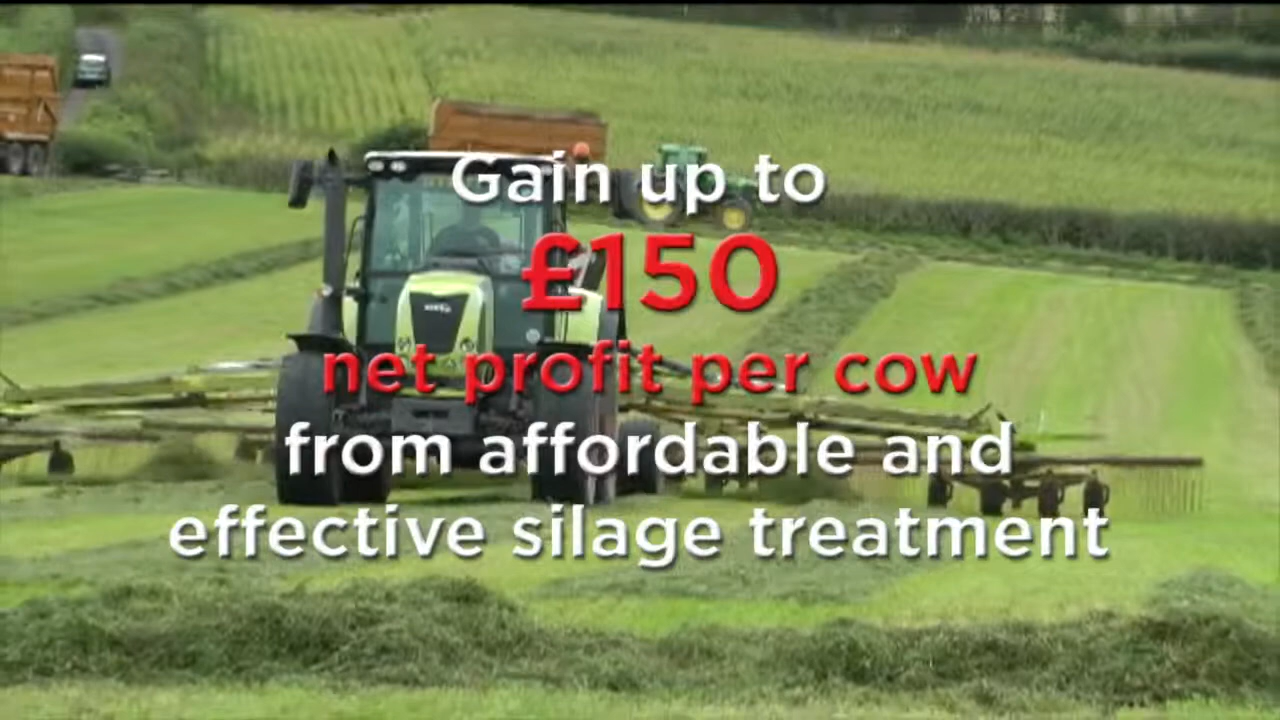 Gain up to
£150
net profit per cow
from affordable and
effective silage treatment